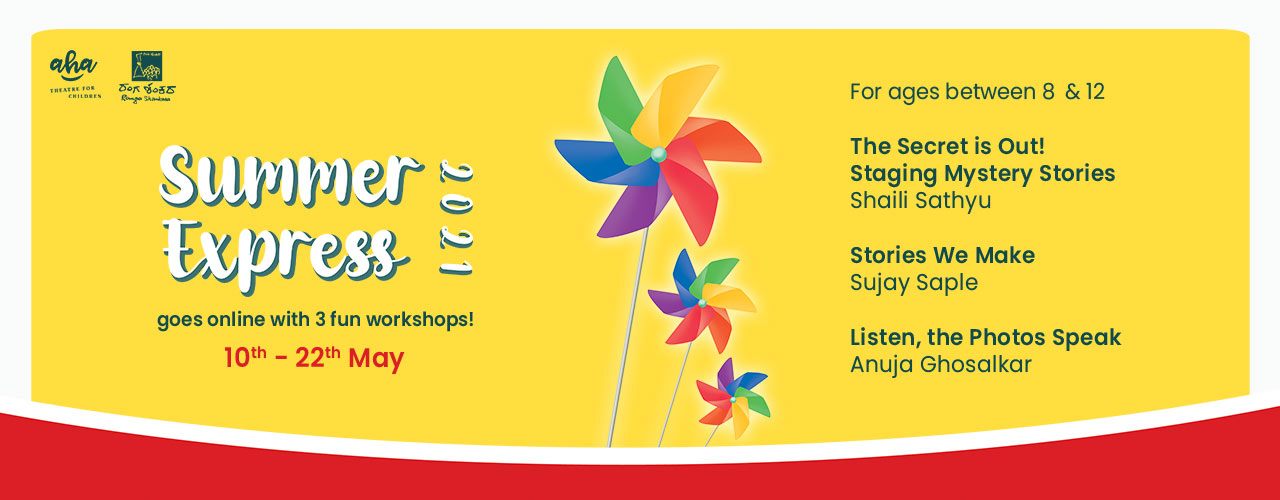 aha
THEATRE FOR
CHILDREN
ರಂಗ ಶಂಕರ
Ranga Shankara
Summer
Express
2021
goes online with 3 fun workshops!
10th - 22th May
For ages between 8 & 12
The Secret is Out!
Staging Mystery Stories
Shaili Sathyu
Stories We Make
Sujay Saple
Listen, the Photos Speak
Anuja Ghosalkar